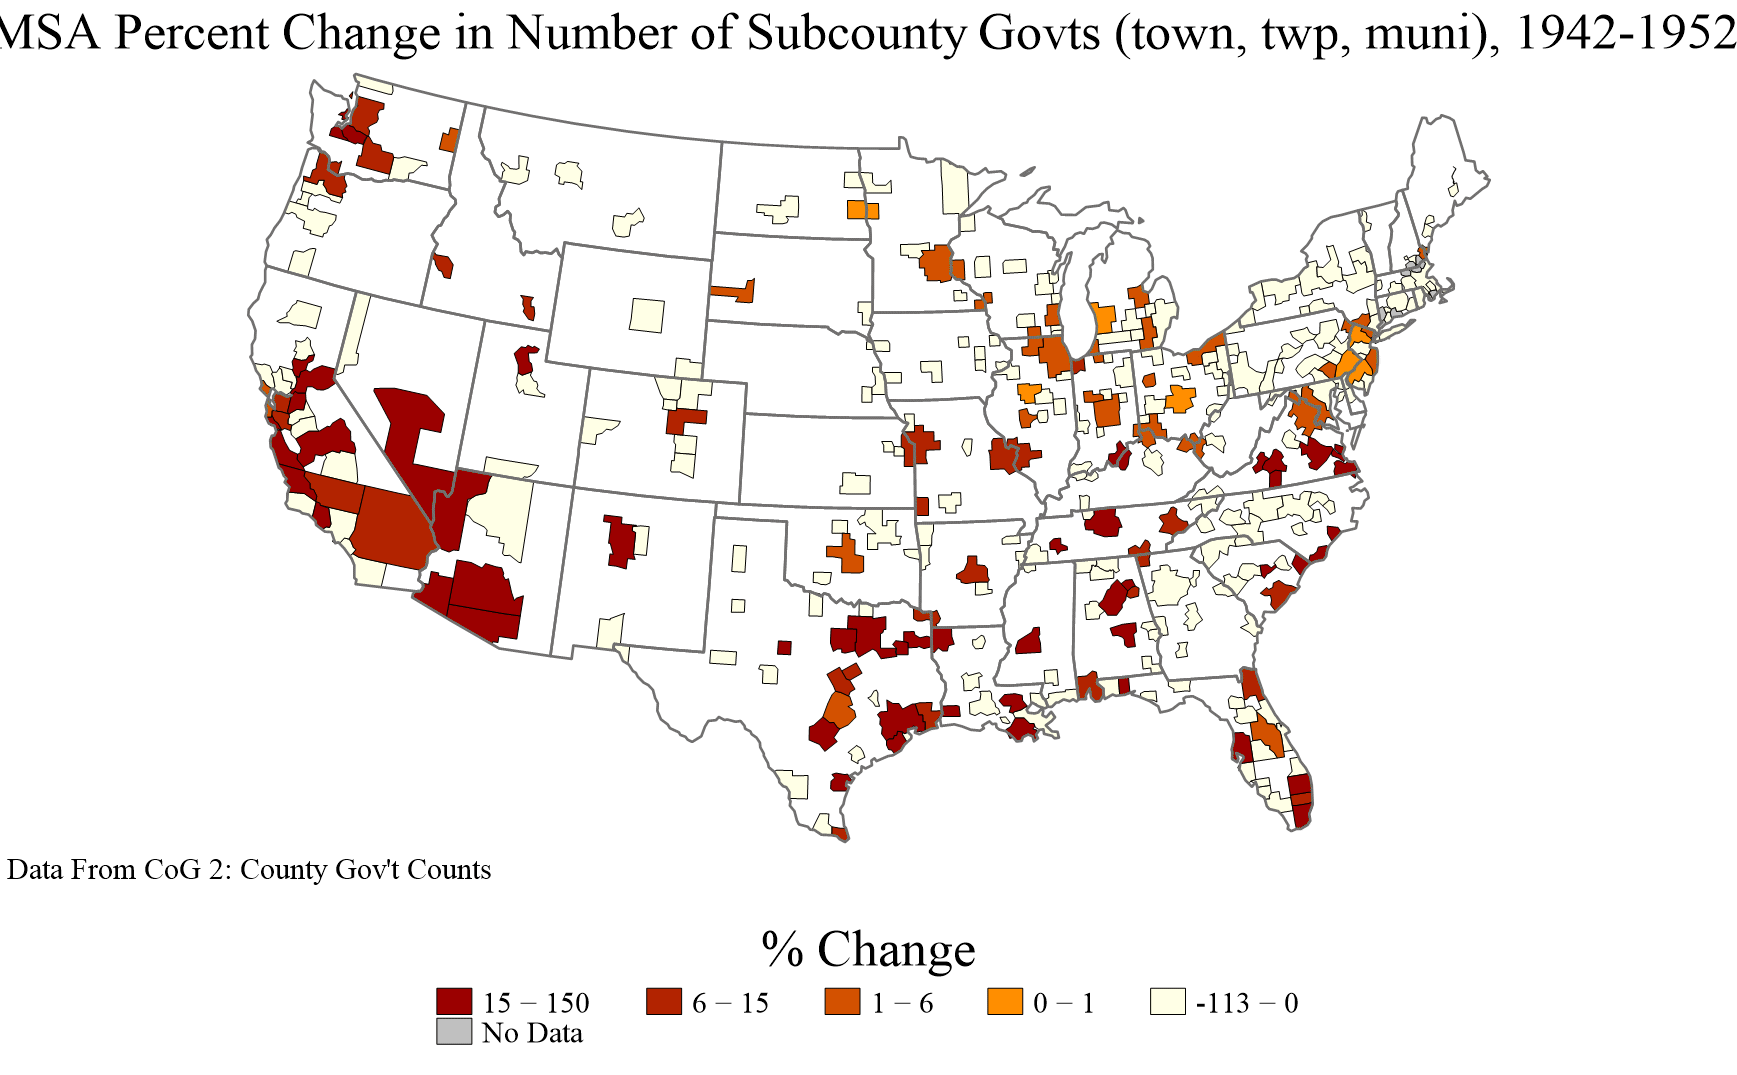 MSA Percent Change in Number of Subcounty Govts (town, twp, muni), 1942-1952
Data From CoG 2: County Gov't Counts
% Change
15 – 150 6 – 15 1 – 6 0 – 1 -113 – 0
No Data